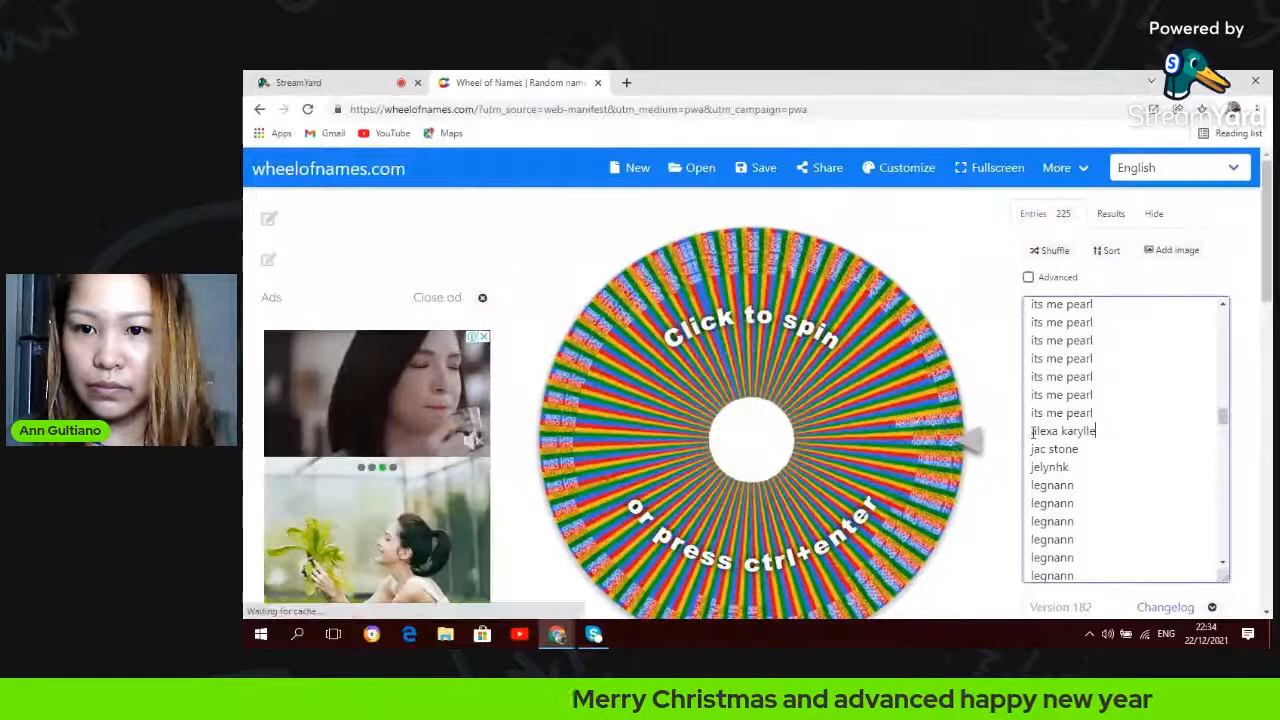 Powered by
StreamYard
StreamYard
Wheel of Names | Random nam
https://wheelofnames.com/?utm_source=web-manifest&utm_medium=pwa&utm_campaign=pwa
Apps
Gmail
YouTube
Maps
Reading list
wheelofnames.com
New
Open
Save
Share
Customize
Fullscreen
More
English
Entries 225
Results
Hide
Shuffle
Sort
Add image
Advanced
Ads
Close ad
Click to spin
or press ctrl+enter
its me pearl
its me pearl
its me pearl
its me pearl
its me pearl
its me pearl
its me pearl
alexa karylle
jac stone
jelynhk
legnann
legnann
legnann
legnann
legnann
legnann
Version 182
Changelog
Ann Gultiano
Waiting for cache...
ENG
22:34
22/12/2021
Merry Christmas and advanced happy new year